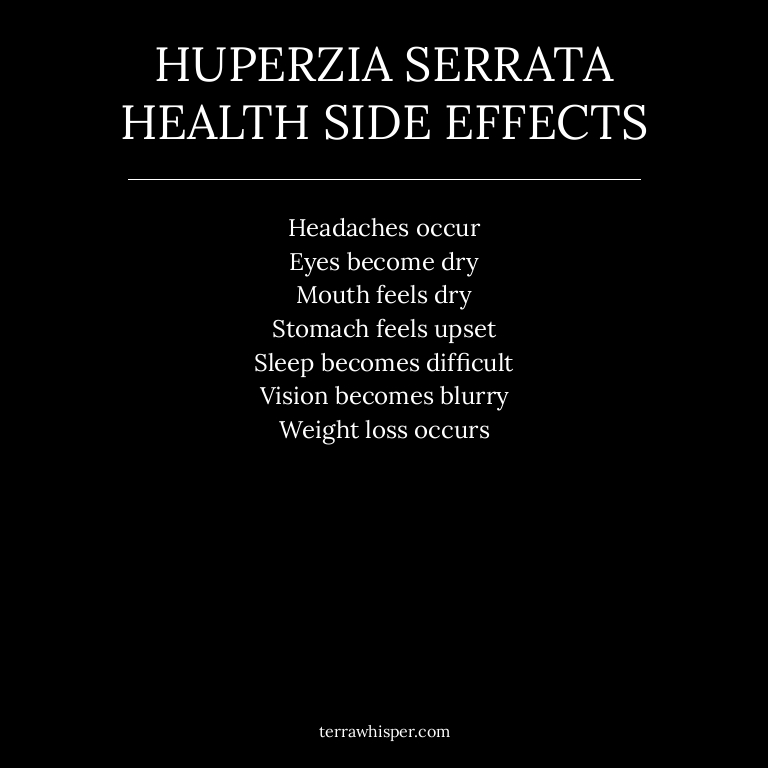 HUPERZIA SERRATA
HEALTH SIDE EFFECTS
Headaches occur
Eyes become dry
Mouth feels dry
Stomach feels upset
Sleep becomes difficult
Vision becomes blurry
Weight loss occurs
terrawhisper.com